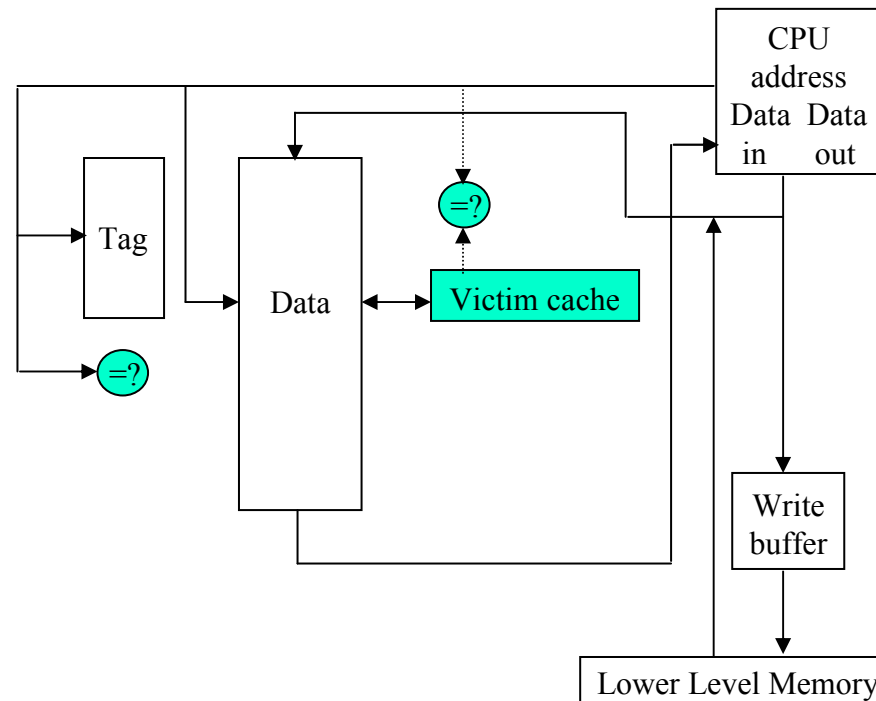 CPU
address
Data Data
in out
=?
Tag
Data
Victim cache
=?
Write
buffer
Lower Level Memory